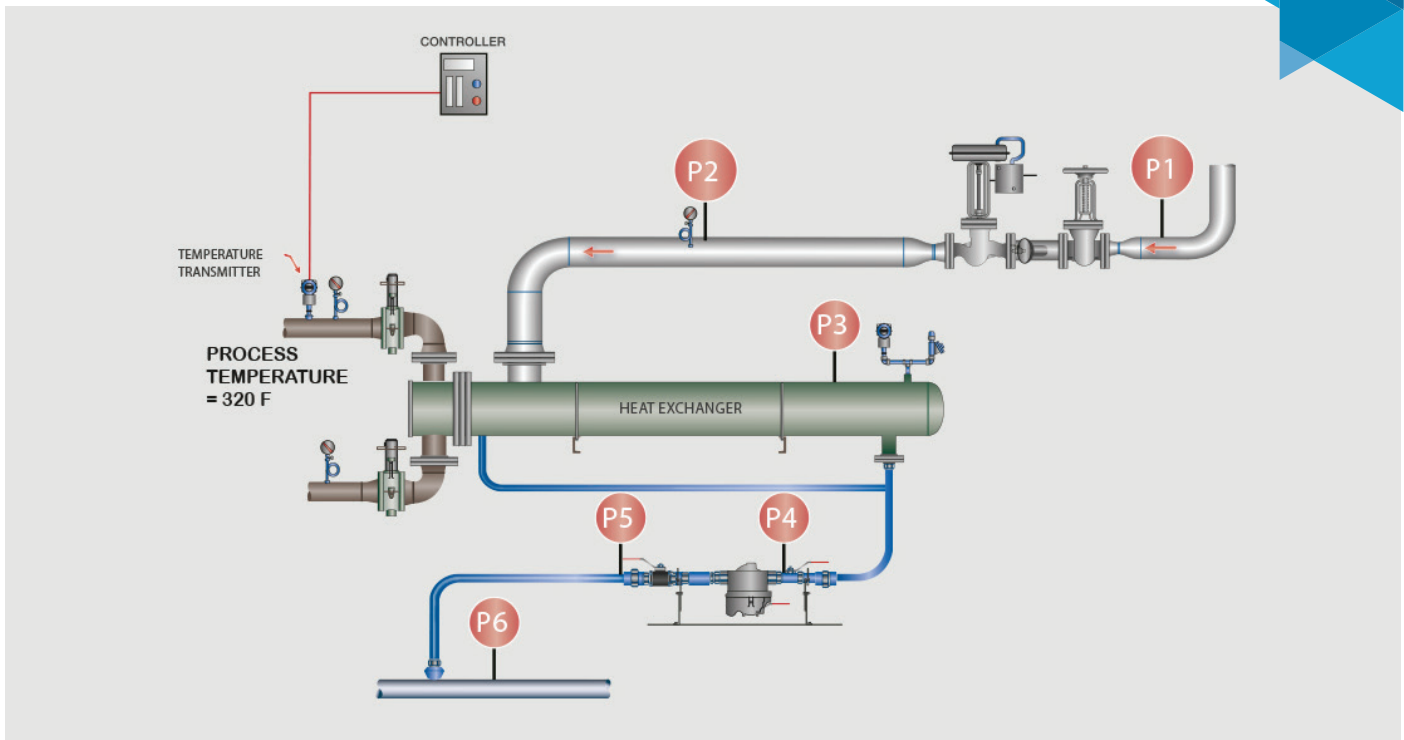 CONTROLLER
P2
P1
TEMPERATURE
TRANSMITTER
P3
PROCESS
TEMPERATURE
= 320 F
HEAT EXCHANGER
P5
P4
P6